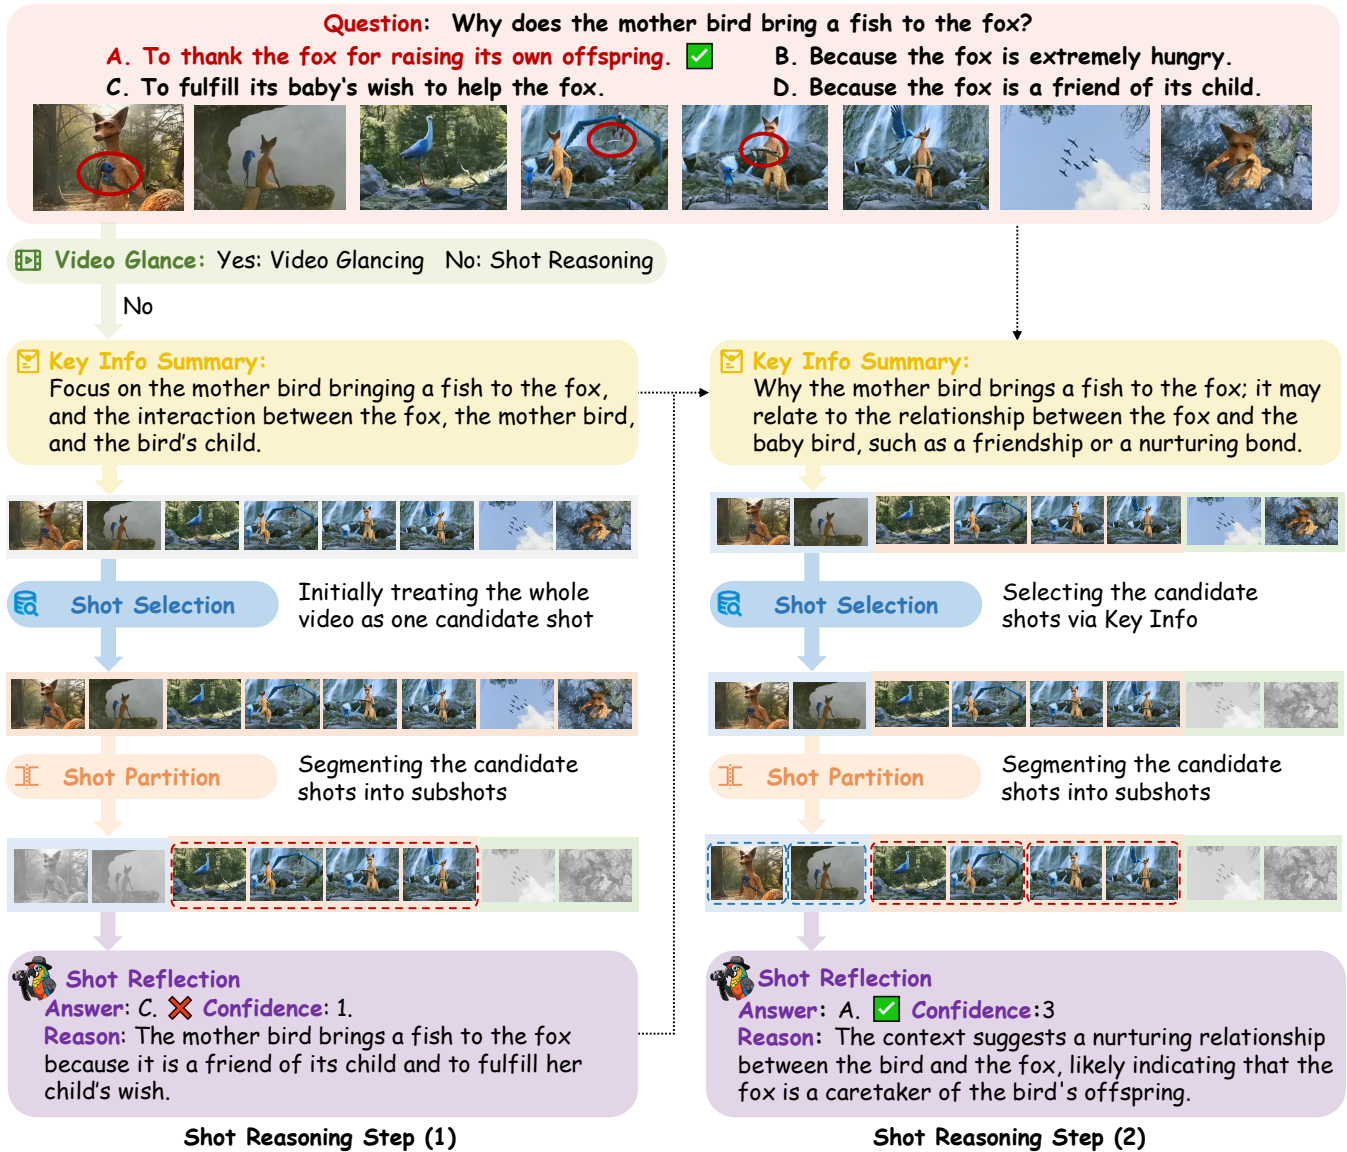 Question: Why does the mother bird bring a fish to the fox?
A. To thank the fox for raising its own offspring. B. Because the fox is extremely hungry.
C. To fulfill its baby's wish to help the fox. D. Because the fox is a friend of its child.
Video Glance: Yes: Video Glancing No: Shot Reasoning
No
Key Info Summary:
Focus on the mother bird bringing a fish to the fox,
and the interaction between the fox, the mother bird,
and the bird's child.
Shot Selection
Initially treating the whole
video as one candidate shot
Shot Partition
Segmenting the candidate
shots into subshots
Shot Reflection
Answer: C. Confidence: 1.
Reason: The mother bird brings a fish to the fox
because it is a friend of its child and to fulfill her
child's wish.
Shot Reasoning Step (1)
Key Info Summary:
Why the mother bird brings a fish to the fox; it may
relate to the relationship between the fox and the
baby bird, such as a friendship or a nurturing bond.
Shot Selection
Selecting the candidate
shots via Key Info
Shot Partition
Segmenting the candidate
shots into subshots
Shot Reflection
Answer: A. Confidence:3
Reason: The context suggests a nurturing relationship
between the bird and the fox, likely indicating that the
fox is a caretaker of the bird's offspring.
Shot Reasoning Step (2)